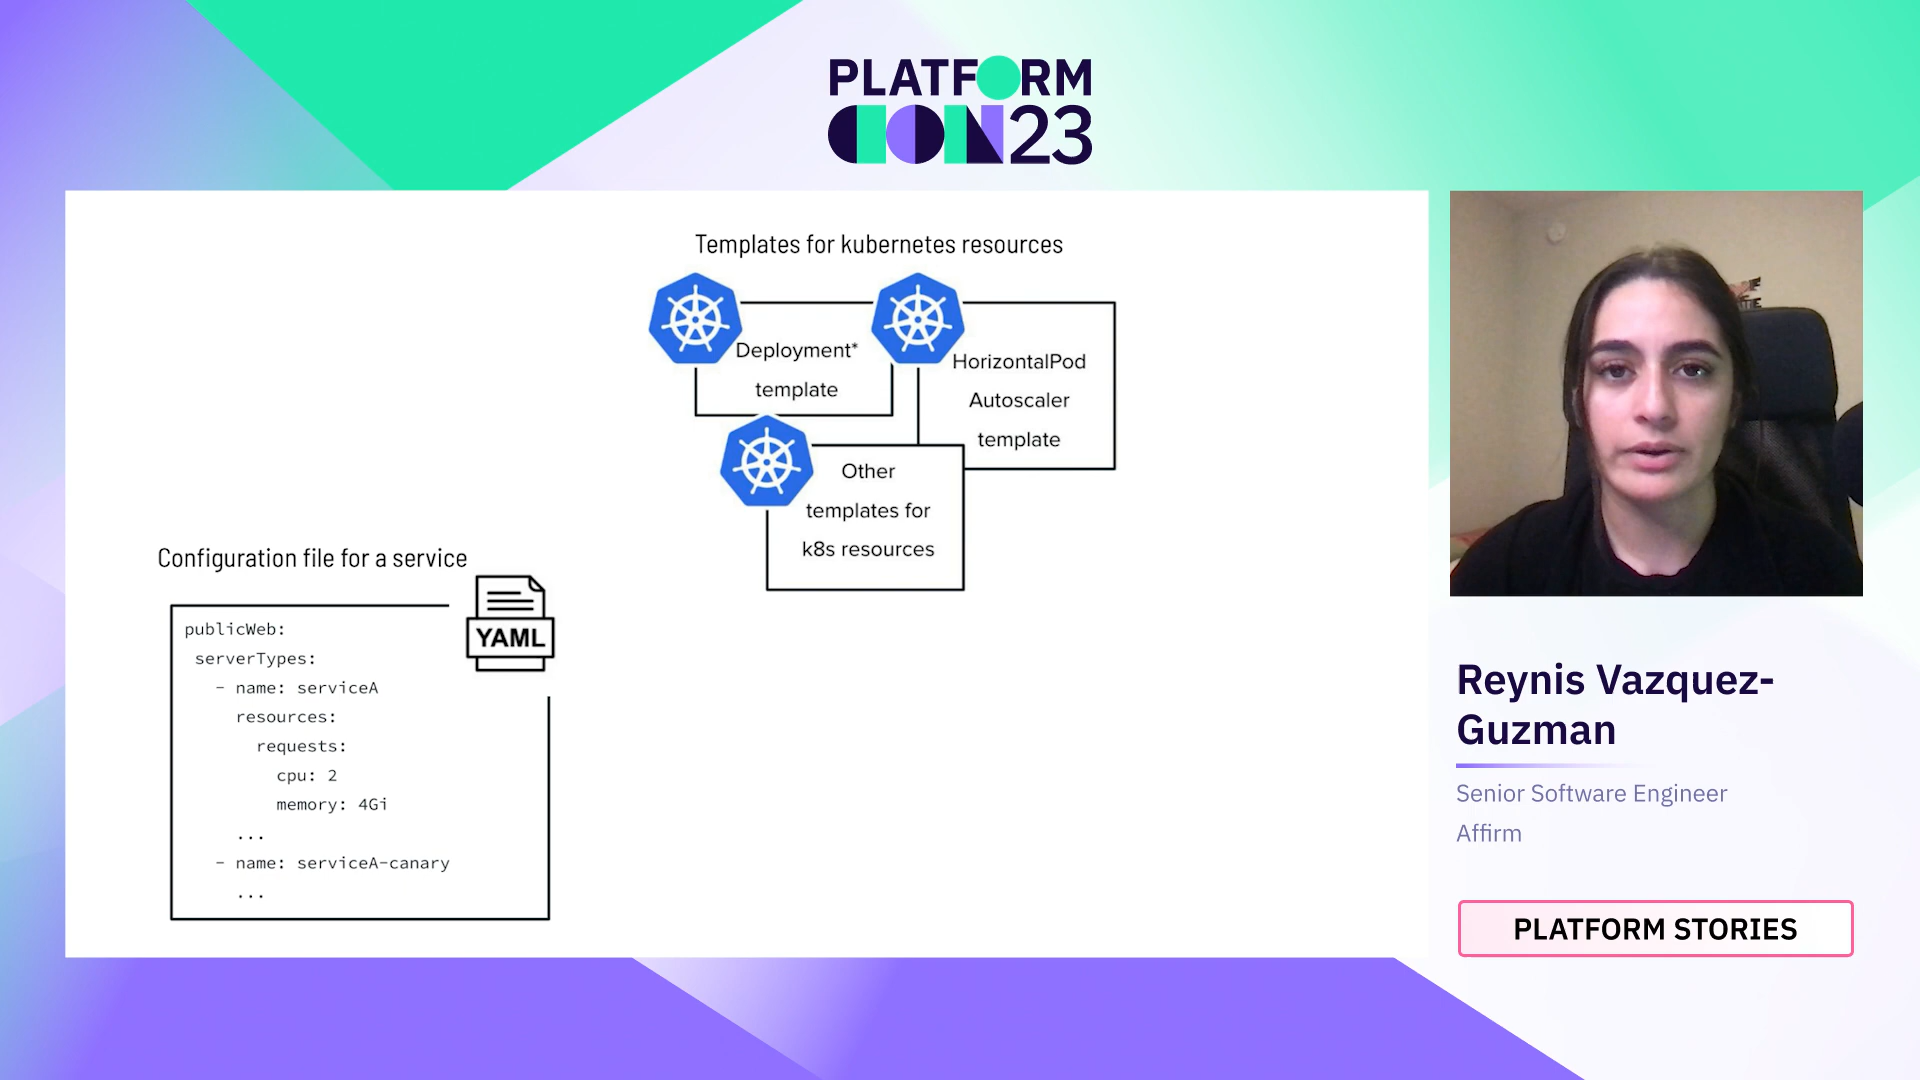 PLATFORM
CON23
Templates for kubernetes resources
Deployment*
template
HorizontalPod
Autoscaler
template
Other
templates for
k8s resources
Configuration file for a service
YAML
publicWeb:
serverTypes:
- name: serviceA
resources:
requests:
cpu: 2
memory: 4Gi
...
- name: serviceA-canary
...
Reynis Vazquez-
Guzman
Senior Software Engineer
Affirm
PLATFORM STORIES